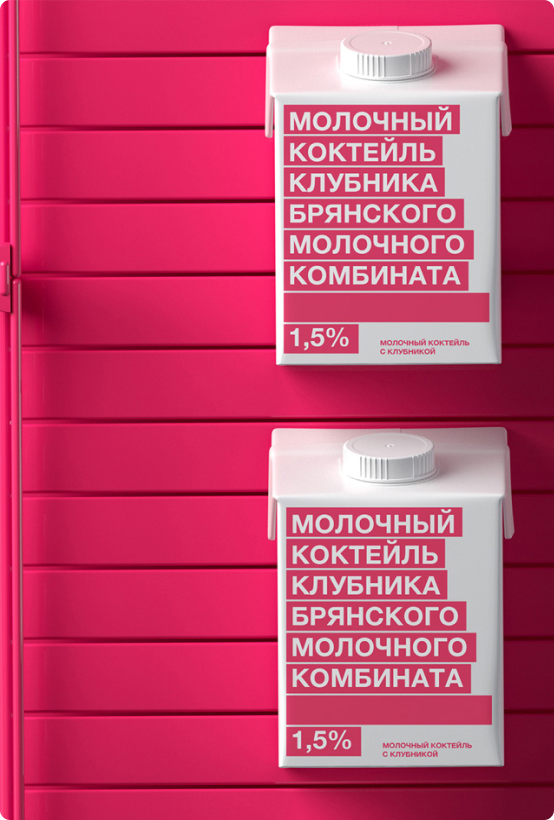 МОЛОЧНЫЙ
КОКТЕЙЛЬ
КЛУБНИКА
БРЯНСКОГО
МОЛОЧНОГО
КОМБИНАТА
1,5%
МОЛОЧНЫЙ КОКТЕЙЛЬ
С КЛУБНИКОЙ
МОЛОЧНЫЙ
КОКТЕЙЛЬ
КЛУБНИКА
БРЯНСКОГО
МОЛОЧНОГО
КОМБИНАТА
1,5%
МОЛОЧНЫЙ КОКТЕЙЛЬ
С КЛУБНИКОЙ